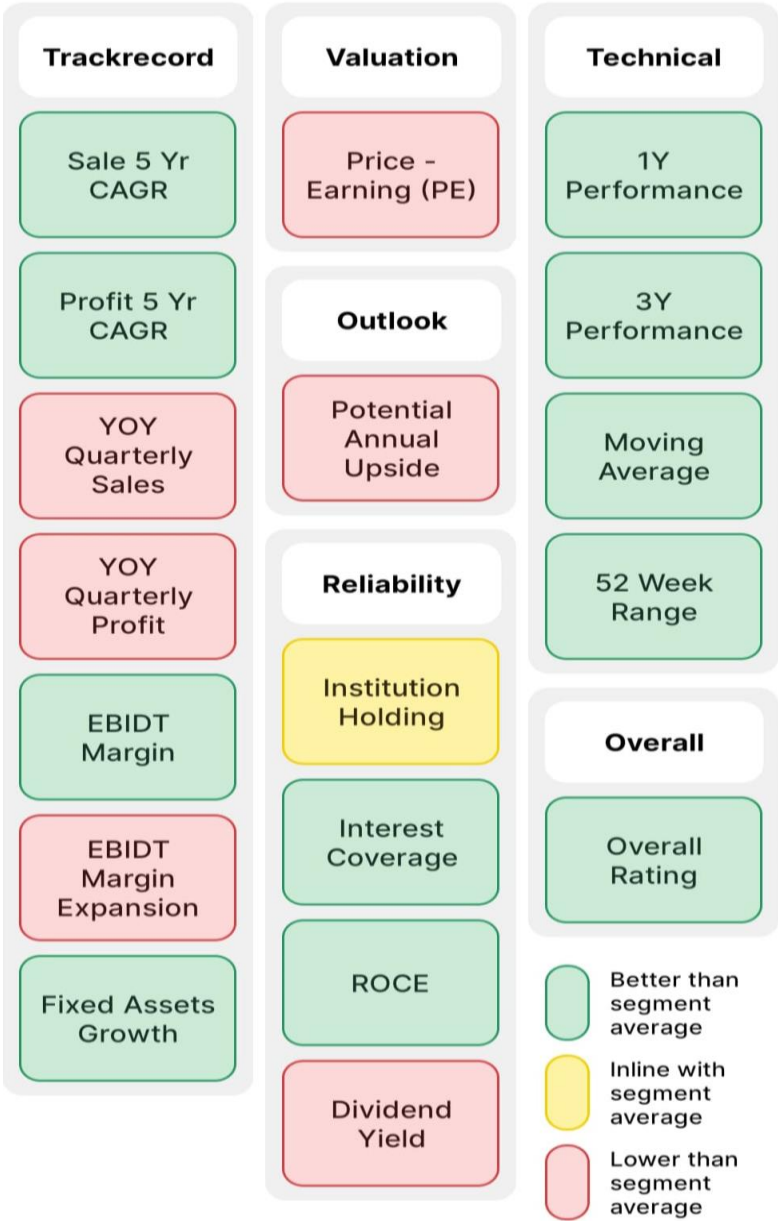 Trackrecord
Sale 5 Yr
CAGR
Profit 5 Yr
CAGR
YOY
Quarterly
Sales
YOY
Quarterly
Profit
EBIDT
Margin
EBIDT
Margin
Expansion
Fixed Assets
Growth
Valuation
Price -
Earning (PE)
Outlook
Potential
Annual
Upside
Reliability
Institution
Holding
Interest
Coverage
ROCE
Dividend
Yield
Technical
1Y
Performance
3Y
Performance
Moving
Average
52 Week
Range
Overall
Overall
Rating
Better than
segment
average
Inline with
segment
average
Lower than
segment
average